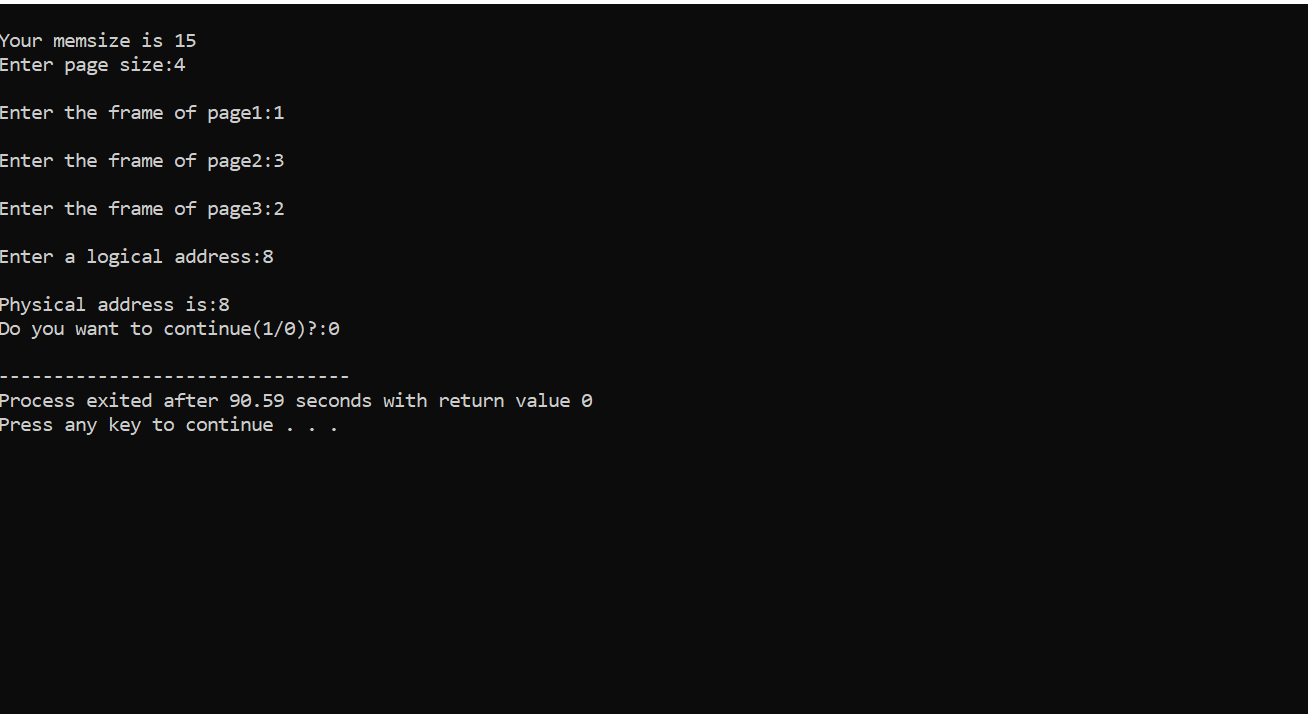 Your memsize is 15
Enter page size:4
Enter the frame of page1:1
Enter the frame of page2:3
Enter the frame of page3:2
Enter a logical address:8
Physical address is:8
Do you want to continue(1/0)?:0
--------------------------------
Process exited after 90.59 seconds with return value 0
Press any key to continue . . .